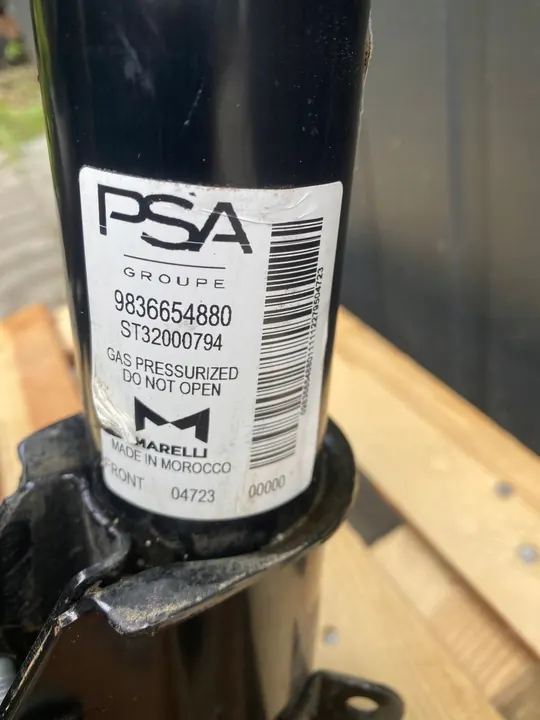 PSA
GROUPE
9836654880
ST32000794
GAS PRESSURIZED
DO NOT OPEN
MARELLI
MADE IN MOROCCO
FRONT 04723 00000